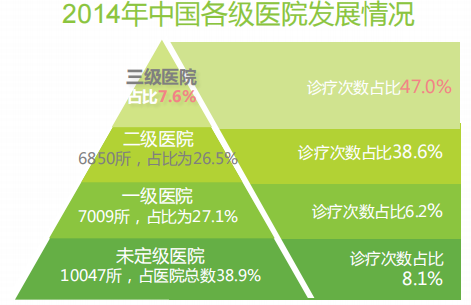 2014年中国各级医院发展情况
三级医院
占比7.6%
诊疗次数占比47.0%
二级医院
6850所，占比为26.5%
诊疗次数占比38.6%
一级医院
7009所，占比为27.1%
诊疗次数占比6.2%
未定级医院
10047所，占医院总数38.9%
诊疗次数占比
8.1%